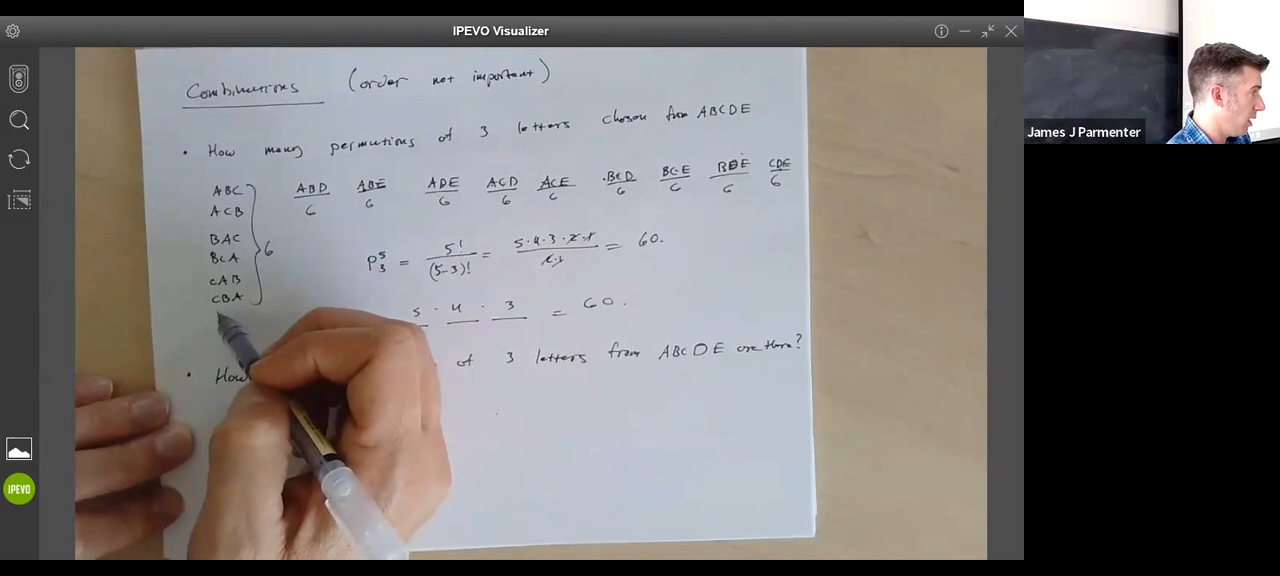 IPEVO Visualizer
James J Parmenter
IPEVO
Combinations (order not important)
• How many permutions of 3 letters chosen from ABCDE
ABC ABD ABE ADE ACD ACE BCD BCE BDE CDE
6 6 6 6 6 6 6 6 6
ACB
BAC
BCA 6
CAB
CBA
P₃⁵ = 5! / (5-3)! = 5·4·3·2·1 / 2·1 = 60.
5 · 4 · 3 = 60.
• How of 3 letters from ABCDE are there?